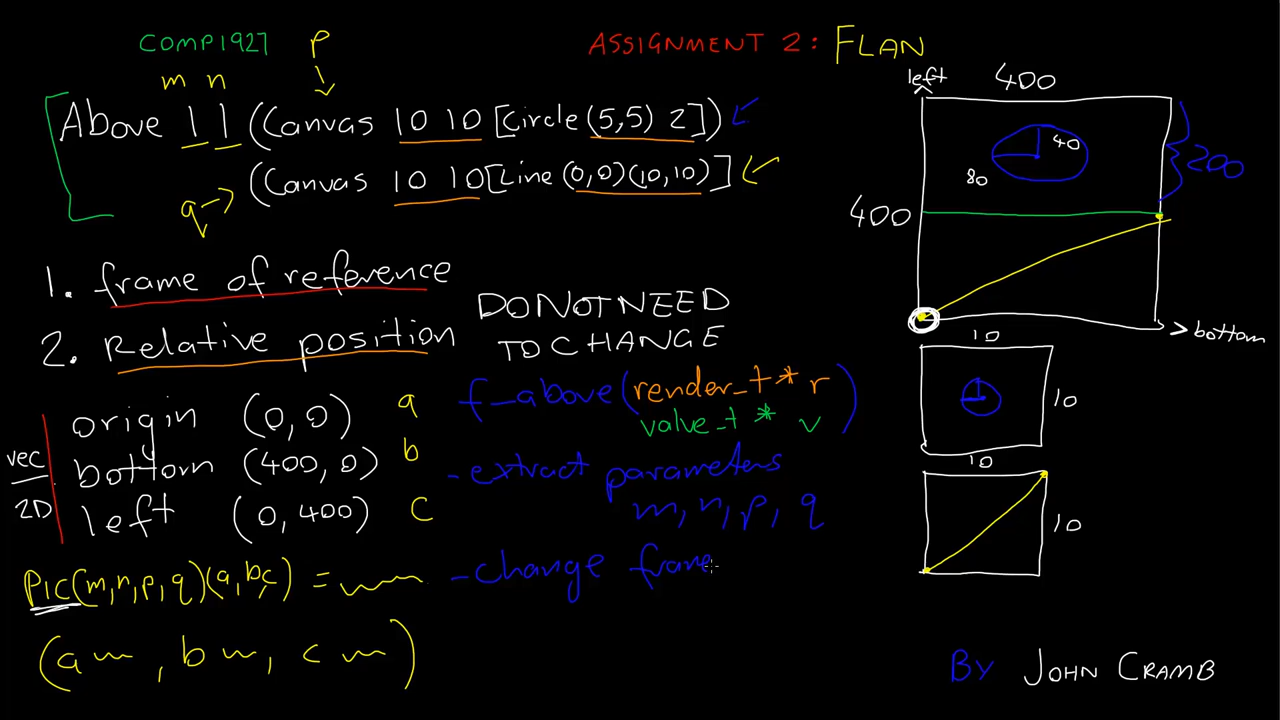 COMP1927
ASSIGNMENT 2: FLAN
m n p
Above 1 1 (Canvas 10 10 [Circle (5,5) 2])
q (Canvas 10 10 [Line (0,0)(10,10)]
1. frame of reference
2. Relative position
DO NOT NEED
TO CHANGE
origin (0,0) a
bottom (400,0) b
left (0,400) c
vec
2D
PIC(m,n,p,q)(a,b,c) =
(a m , b m, c m)
f_above(render_t * r
value_t * v)
- extract parameters
m, n, p, q
- change frame
left
400
40
80
200
400
bottom
10
10
10
10
BY JOHN CRAMB